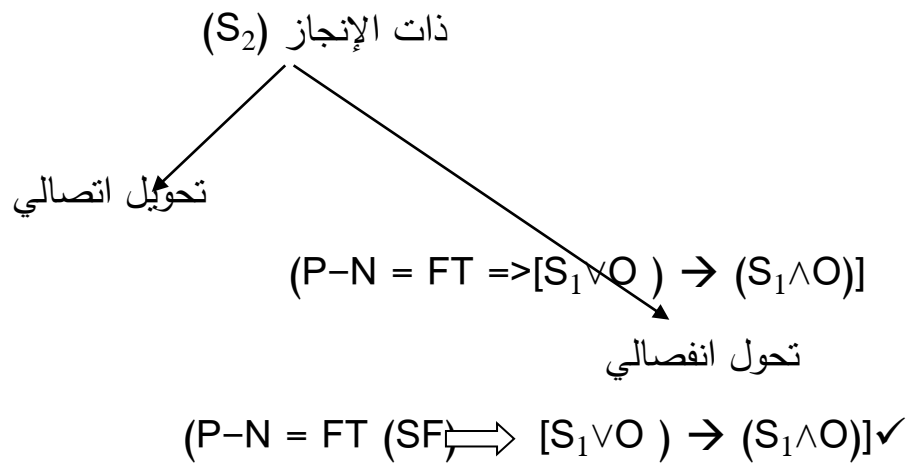 ذات الإنجاز (S₂)
تحويل اتصالي
(P–N = FT =>[S₁∨O ) → (S₁∧O)]
تحول انفصالي
(P–N = FT (SF) ⇒ [S₁∨O ) → (S₁∧O)]✓